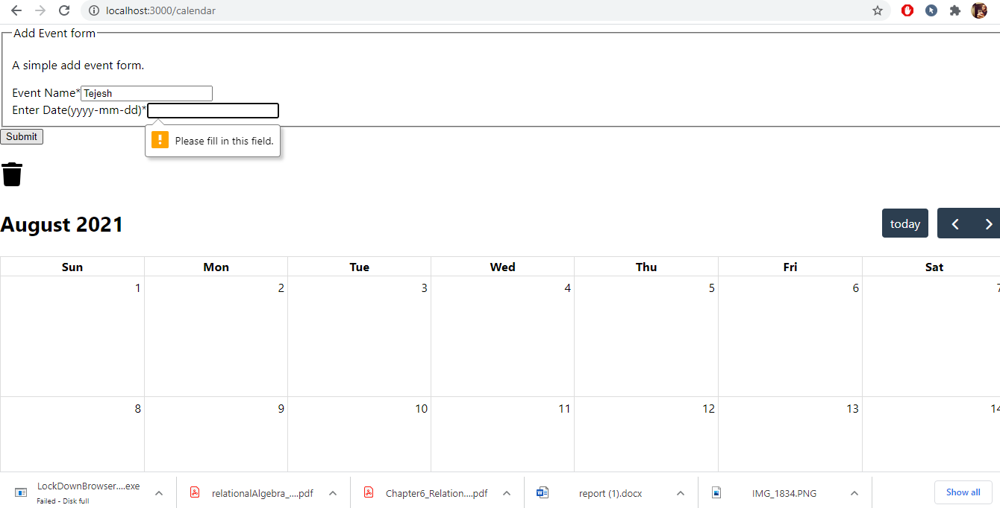 localhost:3000/calendar
Add Event form
A simple add event form.
Event Name* Tejesh
Enter Date(yyyy-mm-dd)*
Please fill in this field.
Submit
August 2021
today
Sun Mon Tue Wed Thu Fri Sat
1 2 3 4 5 6 7
8 9 10 11 12 13 14
LockDownBrowser....exe
Failed - Disk full
relationalAlgebra_....pdf
Chapter6_Relation....pdf
report (1).docx
IMG_1834.PNG
Show all